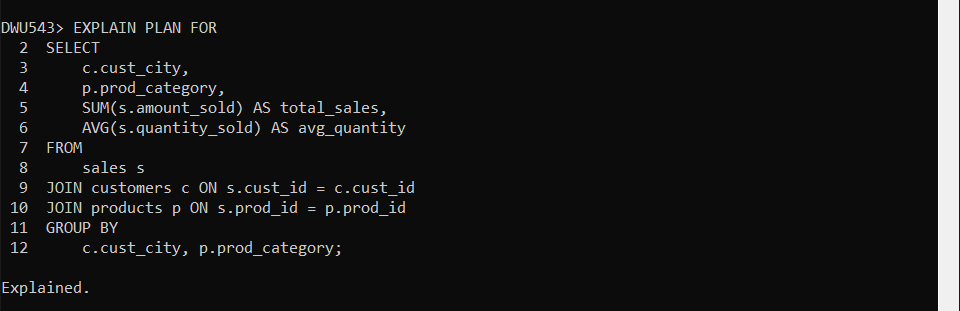 DWU543> EXPLAIN PLAN FOR
  2  SELECT
  3      c.cust_city,
  4      p.prod_category,
  5      SUM(s.amount_sold) AS total_sales,
  6      AVG(s.quantity_sold) AS avg_quantity
  7  FROM
  8      sales s
  9  JOIN customers c ON s.cust_id = c.cust_id
 10  JOIN products p ON s.prod_id = p.prod_id
 11  GROUP BY
 12      c.cust_city, p.prod_category;
Explained.